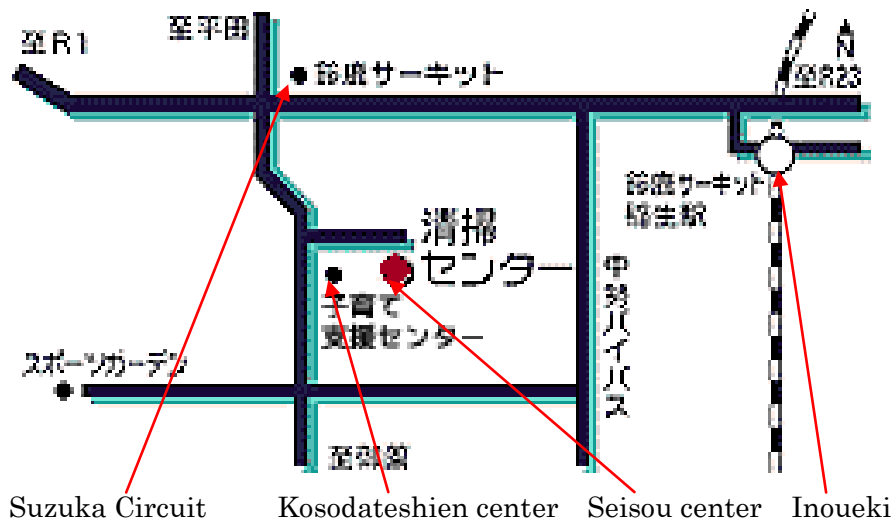 至平田
至R1
N
鈴鹿サーキット
至R23
鈴鹿サーキット
稲生駅
清掃
センター
中勢バイパス
子育て
支援センター
スポーツガーデン
至郊
Suzuka Circuit
Kosodateshien center
Seisou center
Inoueki